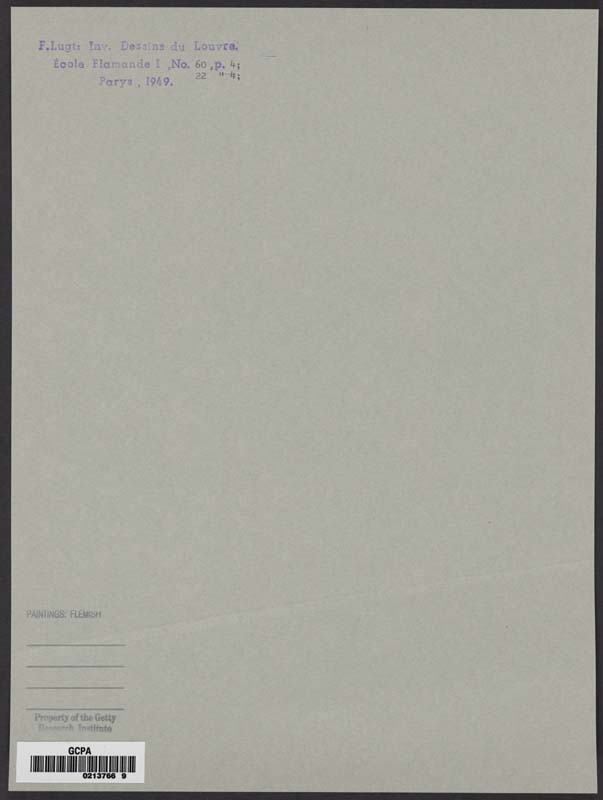 F.Lugt: Inv. Dessins du Louvre.
École Flamande I ,No. 60 ,p. 4;
22 " 4;
Parys , 1949.
PAINTINGS: FLEMISH
Property of the Getty
Research Institute
GCPA
0213766 9